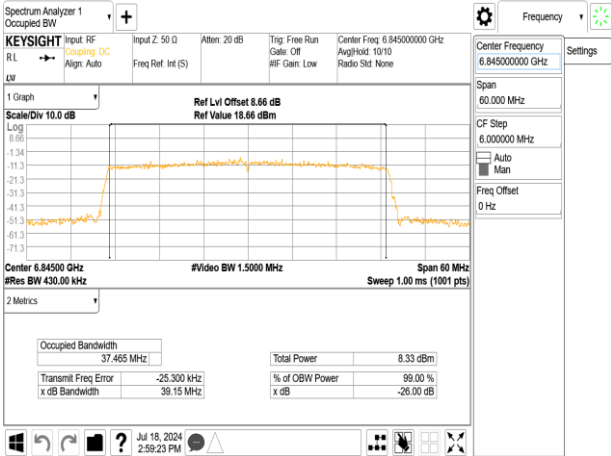 Spectrum Analyzer 1
Occupied BW
+
Frequency
KEYSIGHT
RL
Input: RF
Coupling: DC
Align: Auto
Input Z: 50 Ω
Freq Ref: Int (S)
Atten: 20 dB
Trig: Free Run
Gate: Off
#IF Gain: Low
Center Freq: 6.845000000 GHz
Avg|Hold: 10/10
Radio Std: None
Center Frequency
6.845000000 GHz
Settings
Span
60.000 MHz
CF Step
6.000000 MHz
Auto
Man
Freq Offset
0 Hz
1 Graph
Scale/Div 10.0 dB
Ref Lvl Offset 8.66 dB
Ref Value 18.66 dBm
Log
8.66
-1.34
-11.3
-21.3
-31.3
-41.3
-51.3
-61.3
-71.3
Center 6.84500 GHz
#Res BW 430.00 kHz
#Video BW 1.5000 MHz
Span 60 MHz
Sweep 1.00 ms (1001 pts)
2 Metrics
Occupied Bandwidth
37.465 MHz
Transmit Freq Error -25.300 kHz
x dB Bandwidth 39.15 MHz
Total Power 8.33 dBm
% of OBW Power 99.00 %
x dB -26.00 dB
?
Jul 18, 2024
2:59:23 PM